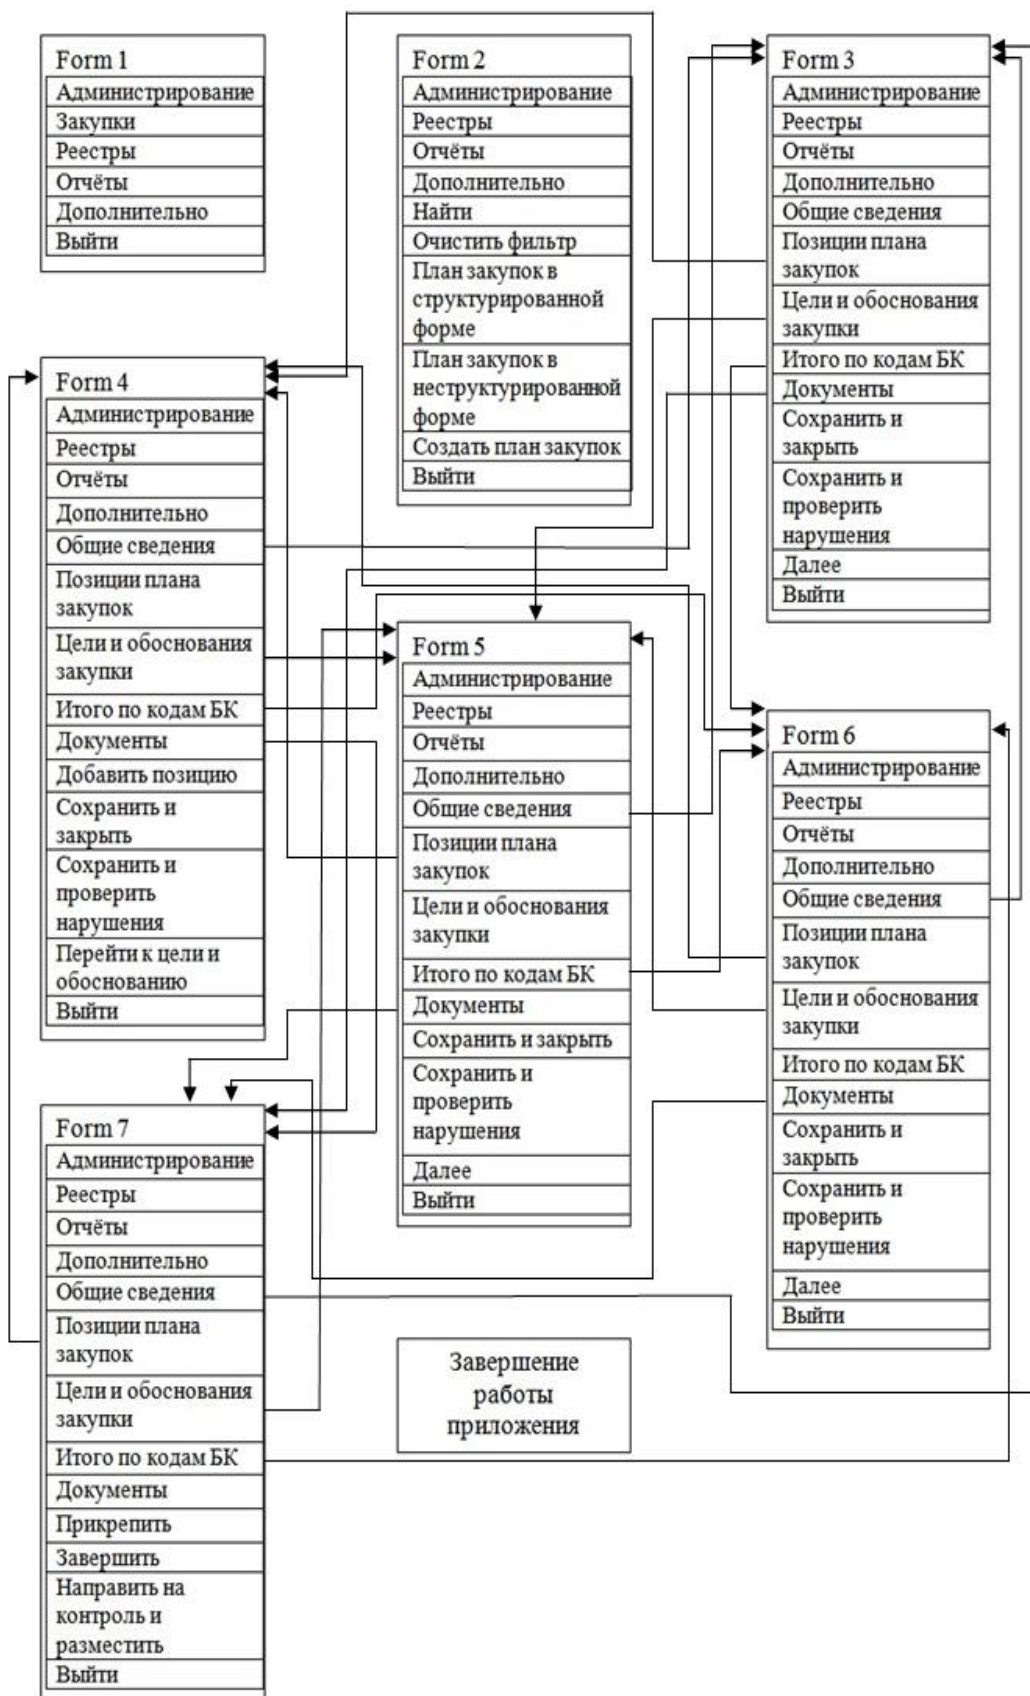 Form 1
Администрирование
Закупки
Реестры
Отчёты
Дополнительно
Выйти
Form 2
Администрирование
Реестры
Отчёты
Дополнительно
Найти
Очистить фильтр
План закупок в
структурированной
форме
План закупок в
неструктурированной
форме
Создать план закупок
Выйти
Form 3
Администрирование
Реестры
Отчёты
Дополнительно
Общие сведения
Позиции плана
закупок
Цели и обоснования
закупки
Итого по кодам БК
Документы
Сохранить и
закрыть
Сохранить и
проверить
нарушения
Далее
Выйти
Form 4
Администрирование
Реестры
Отчёты
Дополнительно
Общие сведения
Позиции плана
закупок
Цели и обоснования
закупки
Итого по кодам БК
Документы
Добавить позицию
Сохранить и
закрыть
Сохранить и
проверить
нарушения
Перейти к цели и
обоснованию
Выйти
Form 5
Администрирование
Реестры
Отчёты
Дополнительно
Общие сведения
Позиции плана
закупок
Цели и обоснования
закупки
Итого по кодам БК
Документы
Сохранить и закрыть
Сохранить и
проверить
нарушения
Далее
Выйти
Form 6
Администрирование
Реестры
Отчёты
Дополнительно
Общие сведения
Позиции плана
закупок
Цели и обоснования
закупки
Итого по кодам БК
Документы
Сохранить и
закрыть
Сохранить и
проверить
нарушения
Далее
Выйти
Form 7
Администрирование
Реестры
Отчёты
Дополнительно
Общие сведения
Позиции плана
закупок
Цели и обоснования
закупки
Итого по кодам БК
Документы
Прикрепить
Завершить
Направить на
контроль и
разместить
Выйти
Завершение
работы
приложения